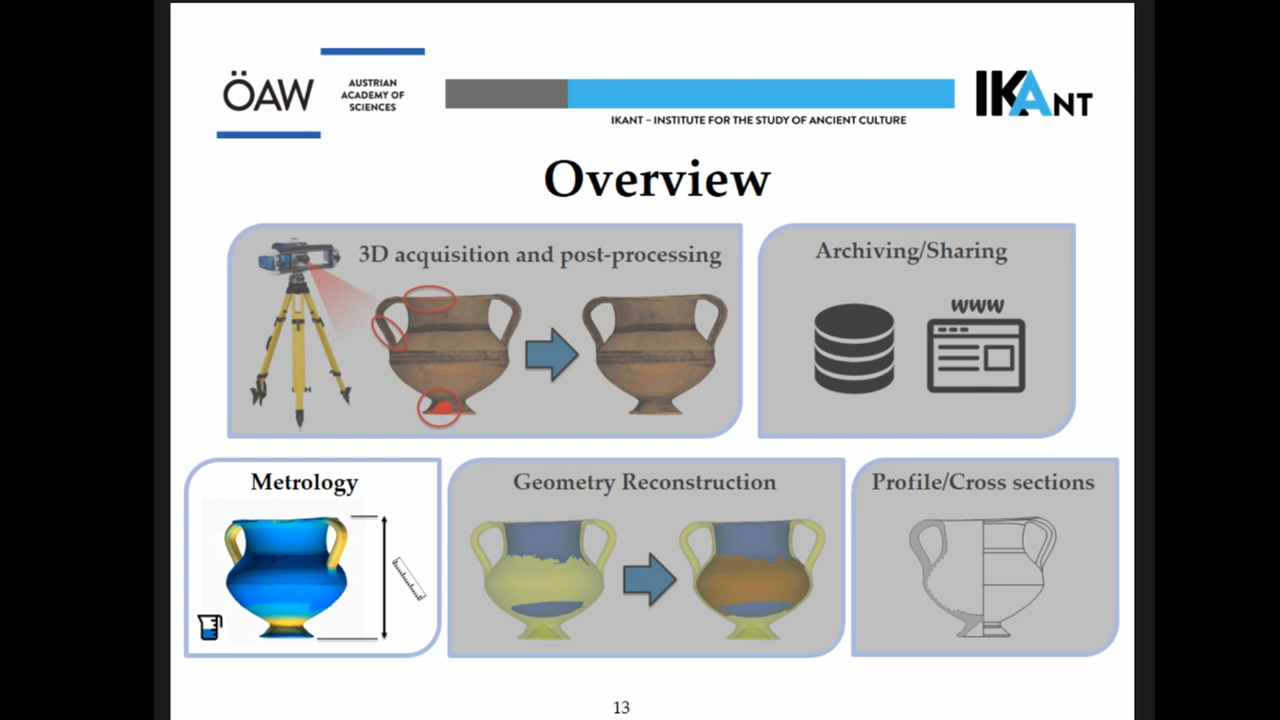 ÖAW
AUSTRIAN
ACADEMY OF
SCIENCES
IKANT – INSTITUTE FOR THE STUDY OF ANCIENT CULTURE
IKANT
Overview
3D acquisition and post-processing
Archiving/Sharing
www
Metrology
Geometry Reconstruction
Profile/Cross sections
13